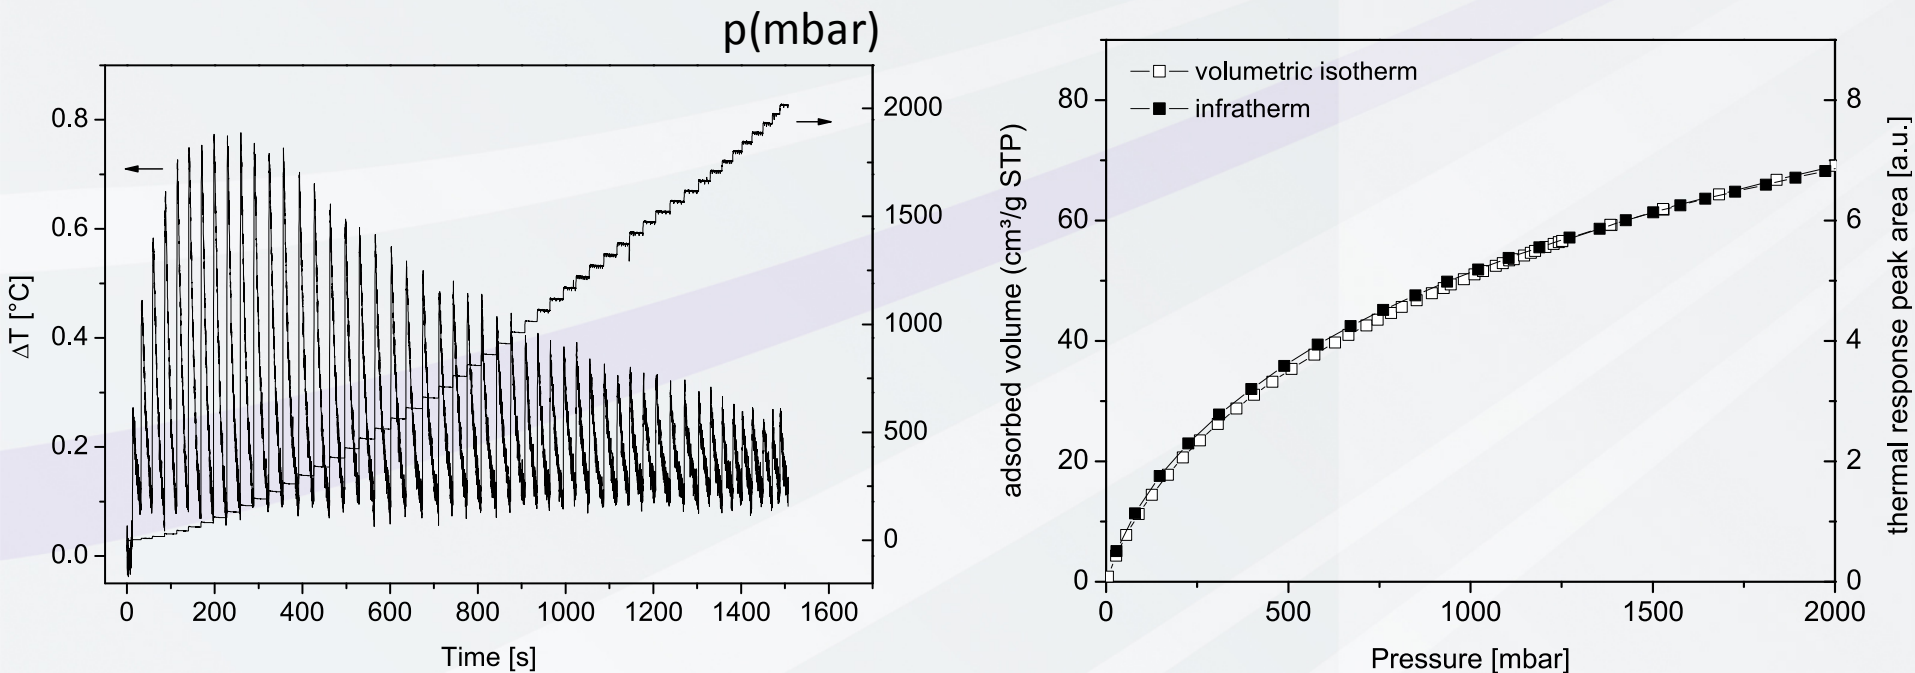 p(mbar)
0.8
0.6
0.4
0.2
0.0
ΔT [°C]
2000
1500
1000
500
0
0 200 400 600 800 1000 1200 1400 1600
Time [s]
volumetric isotherm
infratherm
80
60
40
20
0
adsorbed volume (cm³/g STP)
8
6
4
2
0
thermal response peak area [a.u.]
0 500 1000 1500 2000
Pressure [mbar]